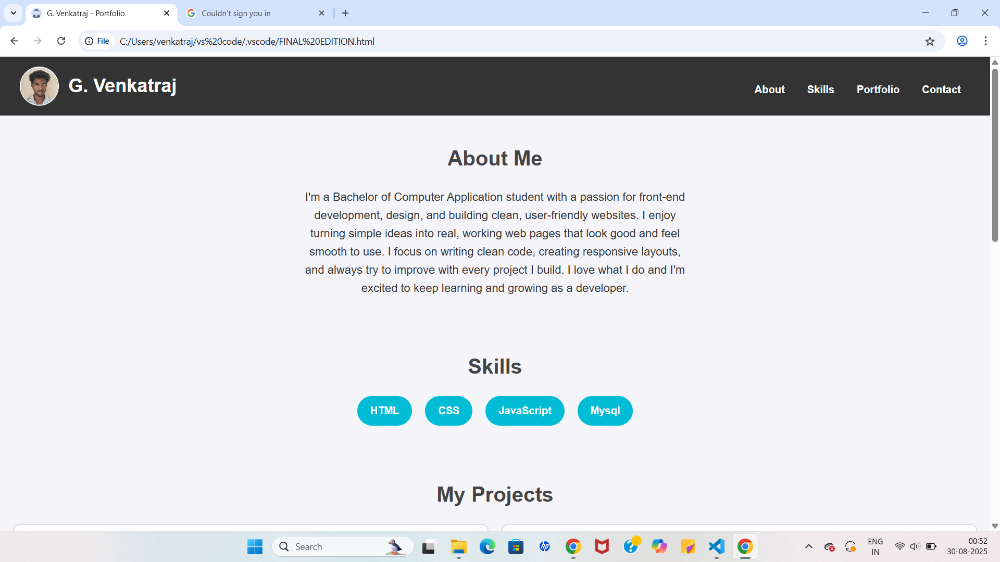 G. Venkatraj - Portfolio
Couldn't sign you in
File
C:/Users/venkatraj/vs%20code/.vscode/FINAL%20EDITION.html
G. Venkatraj
About Skills Portfolio Contact
About Me
I'm a Bachelor of Computer Application student with a passion for front-end
development, design, and building clean, user-friendly websites. I enjoy
turning simple ideas into real, working web pages that look good and feel
smooth to use. I focus on writing clean code, creating responsive layouts,
and always try to improve with every project I build. I love what I do and I'm
excited to keep learning and growing as a developer.
Skills
HTML CSS JavaScript Mysql
My Projects
Search
hp
ENG
IN
00:52
30-08-2025